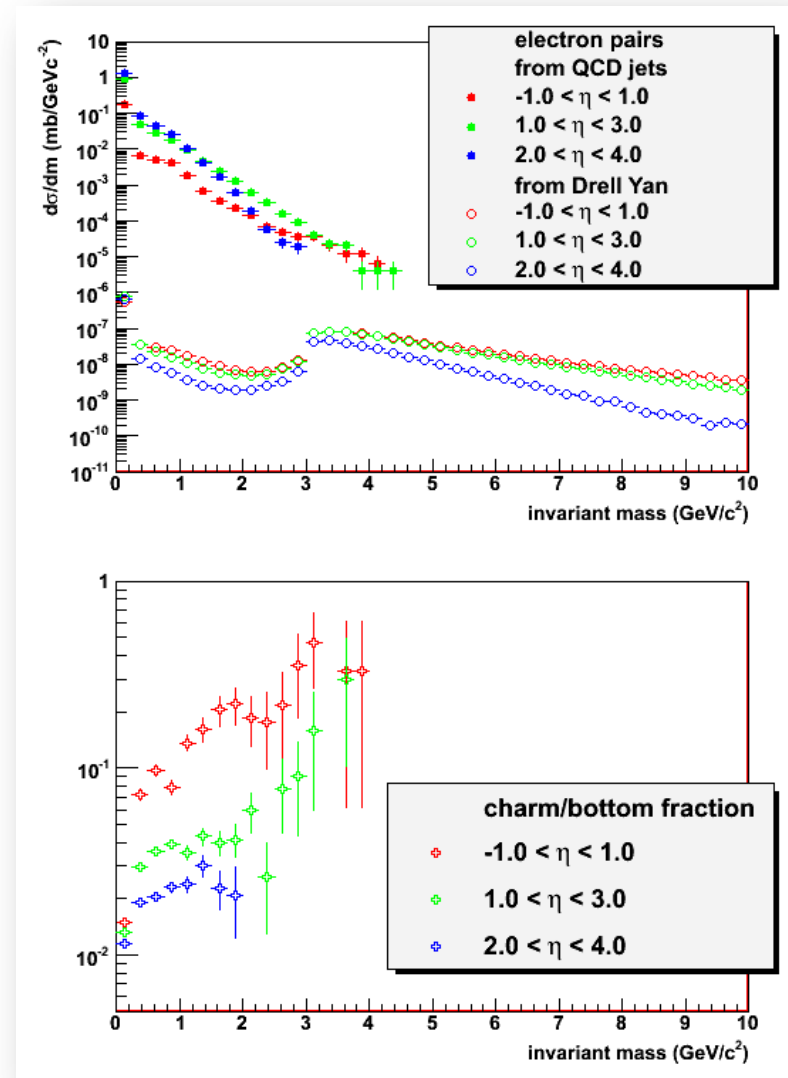 dσ/dm (mb/GeVc⁻²)
10
1
10⁻¹
10⁻²
10⁻³
10⁻⁴
10⁻⁵
10⁻⁶
10⁻⁷
10⁻⁸
10⁻⁹
10⁻¹⁰
10⁻¹¹
electron pairs
from QCD jets
-1.0 < η < 1.0
1.0 < η < 3.0
2.0 < η < 4.0
from Drell Yan
-1.0 < η < 1.0
1.0 < η < 3.0
2.0 < η < 4.0
0 1 2 3 4 5 6 7 8 9 10
invariant mass (GeV/c²)
1
10⁻¹
10⁻²
charm/bottom fraction
-1.0 < η < 1.0
1.0 < η < 3.0
2.0 < η < 4.0
0 1 2 3 4 5 6 7 8 9 10
invariant mass (GeV/c²)